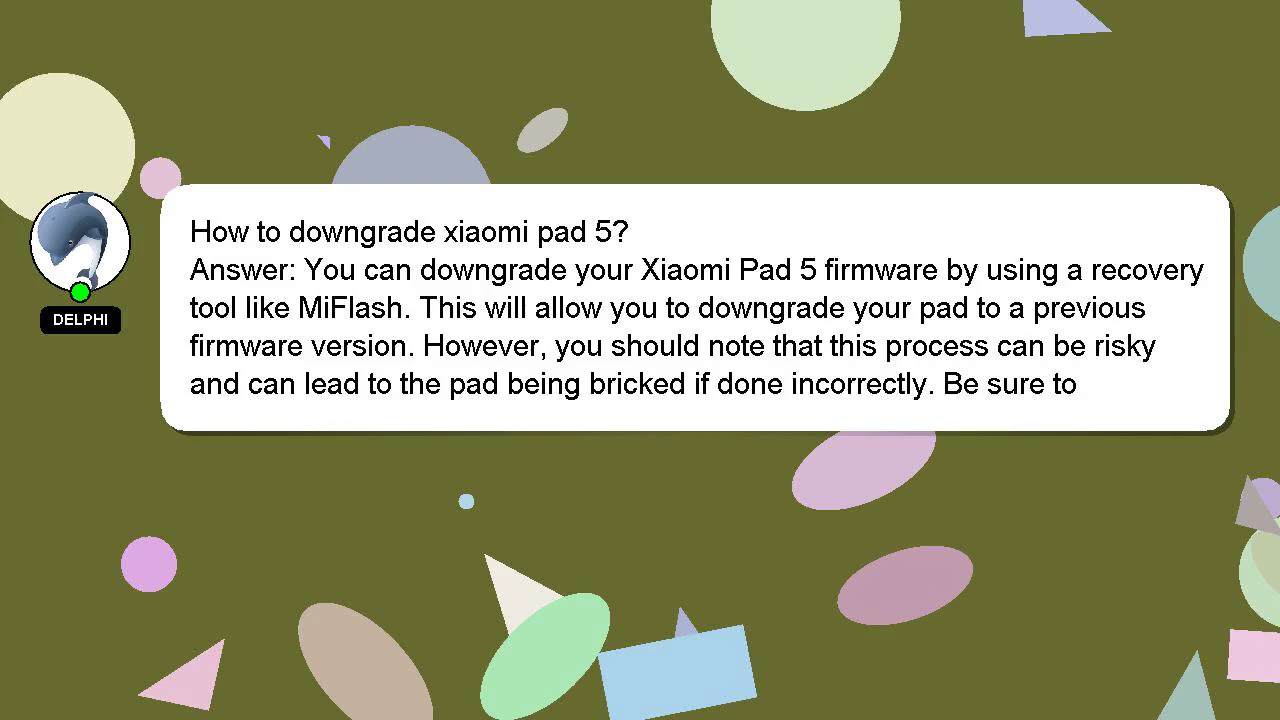 How to downgrade xiaomi pad 5?
Answer: You can downgrade your Xiaomi Pad 5 firmware by using a recovery
tool like MiFlash. This will allow you to downgrade your pad to a previous
firmware version. However, you should note that this process can be risky
and can lead to the pad being bricked if done incorrectly. Be sure to
DELPHI